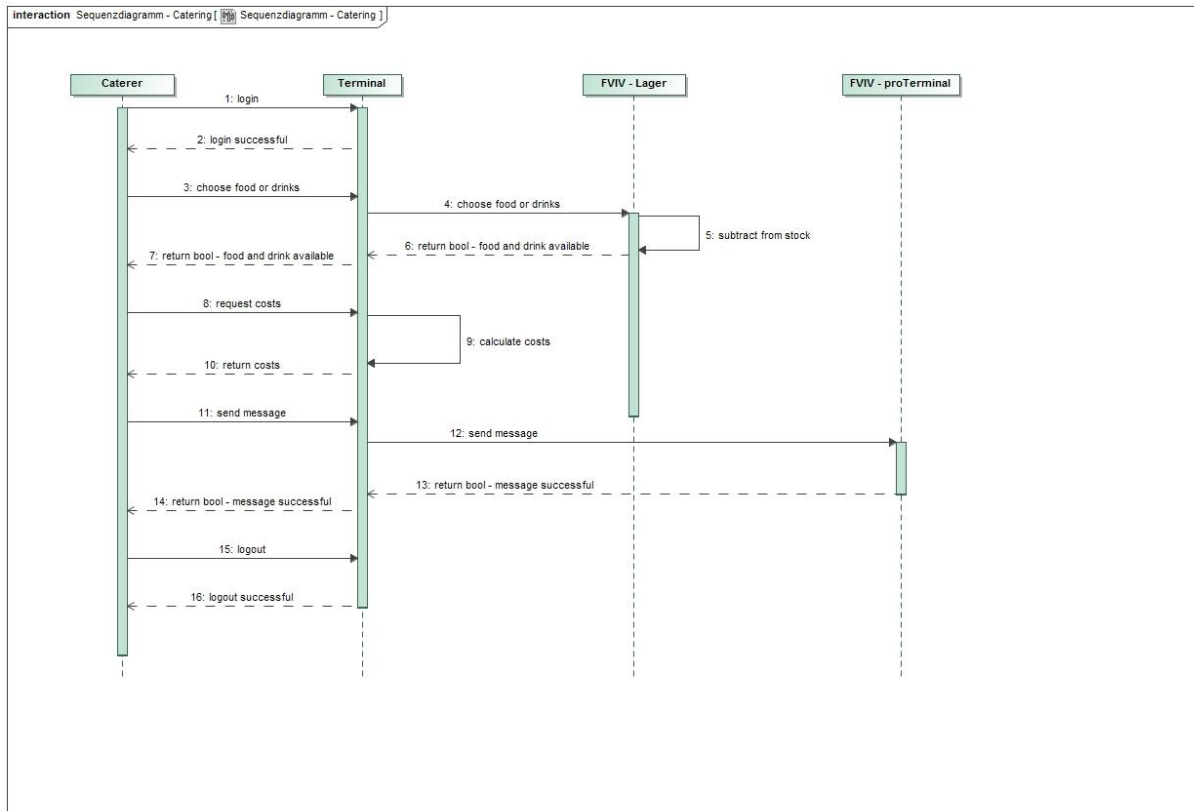 interaction Sequenzdiagramm - Catering [ Sequenzdiagramm - Catering ]
Caterer
Terminal
FVIV - Lager
FVIV - proTerminal
1: login
2: login successful
3: choose food or drinks
4: choose food or drinks
5: subtract from stock
6: return bool - food and drink available
7: return bool - food and drink available
8: request costs
9: calculate costs
10: return costs
11: send message
12: send message
13: return bool - message successful
14: return bool - message successful
15: logout
16: logout successful